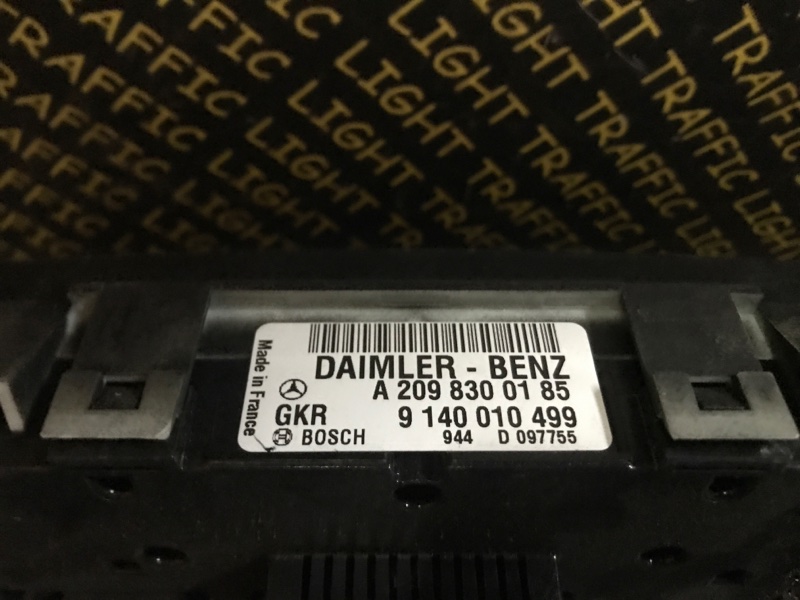 TRAFFIC LIGHT TRAFFIC LIGHT TRAFFIC
DAIMLER - BENZ
A 209 830 01 85
GKR 9 140 010 499
BOSCH 944 D 097755
Made in France